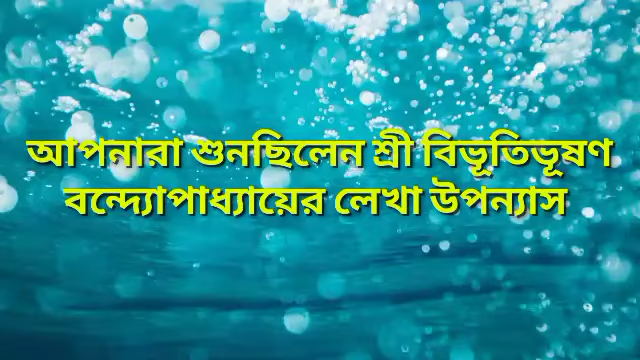 আপনারা শুনছিলেন শ্রী বিভূতিভূষণ
বন্দ্যোপাধ্যায়ের লেখা উপন্যাস